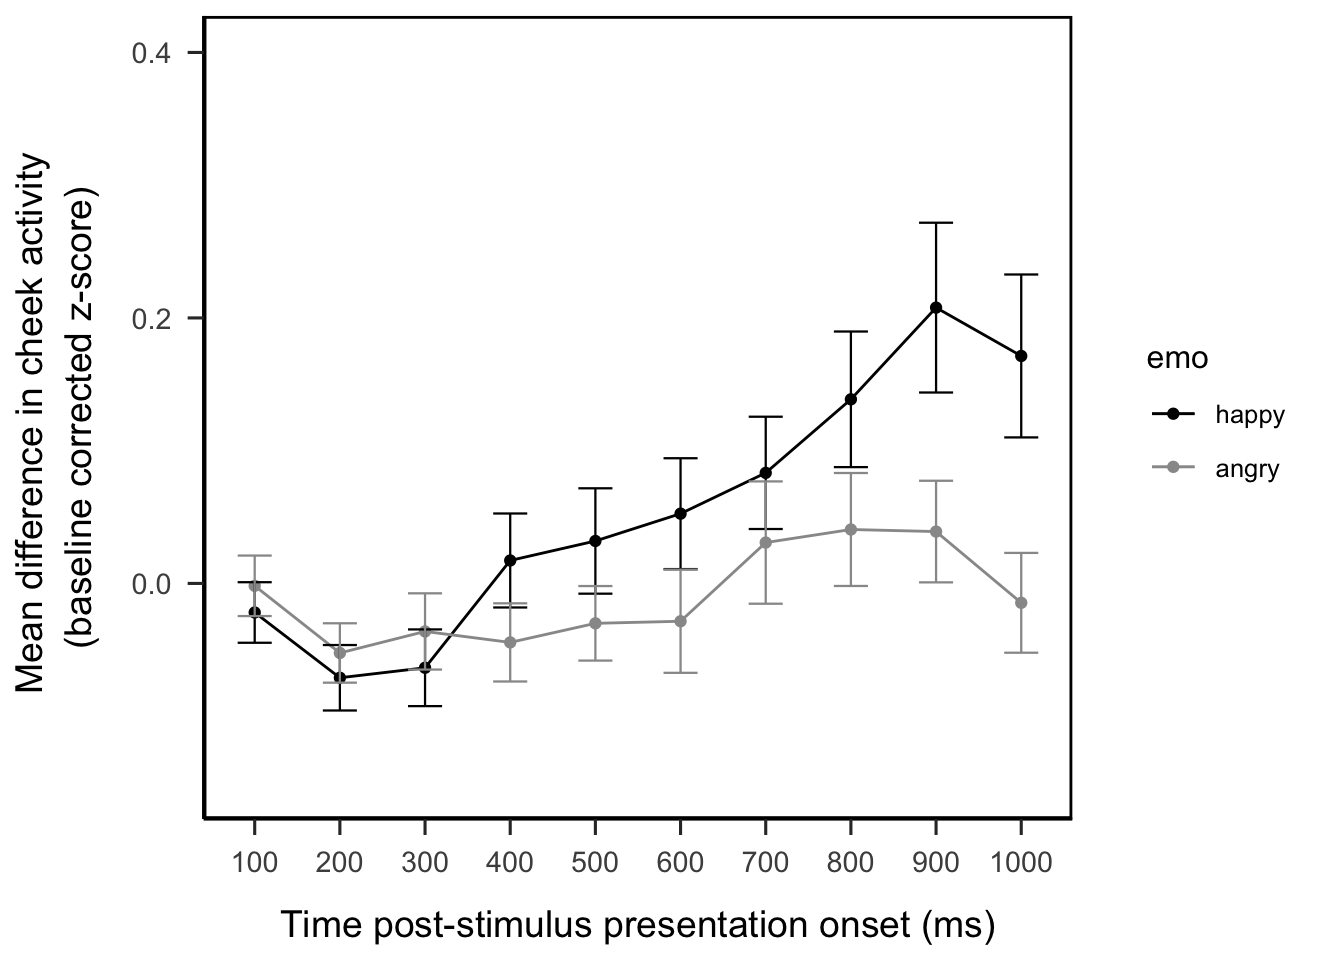 Mean difference in cheek activity
(baseline corrected z-score)
0.4
0.2
0.0
100 200 300 400 500 600 700 800 900 1000
Time post-stimulus presentation onset (ms)
emo
happy
angry